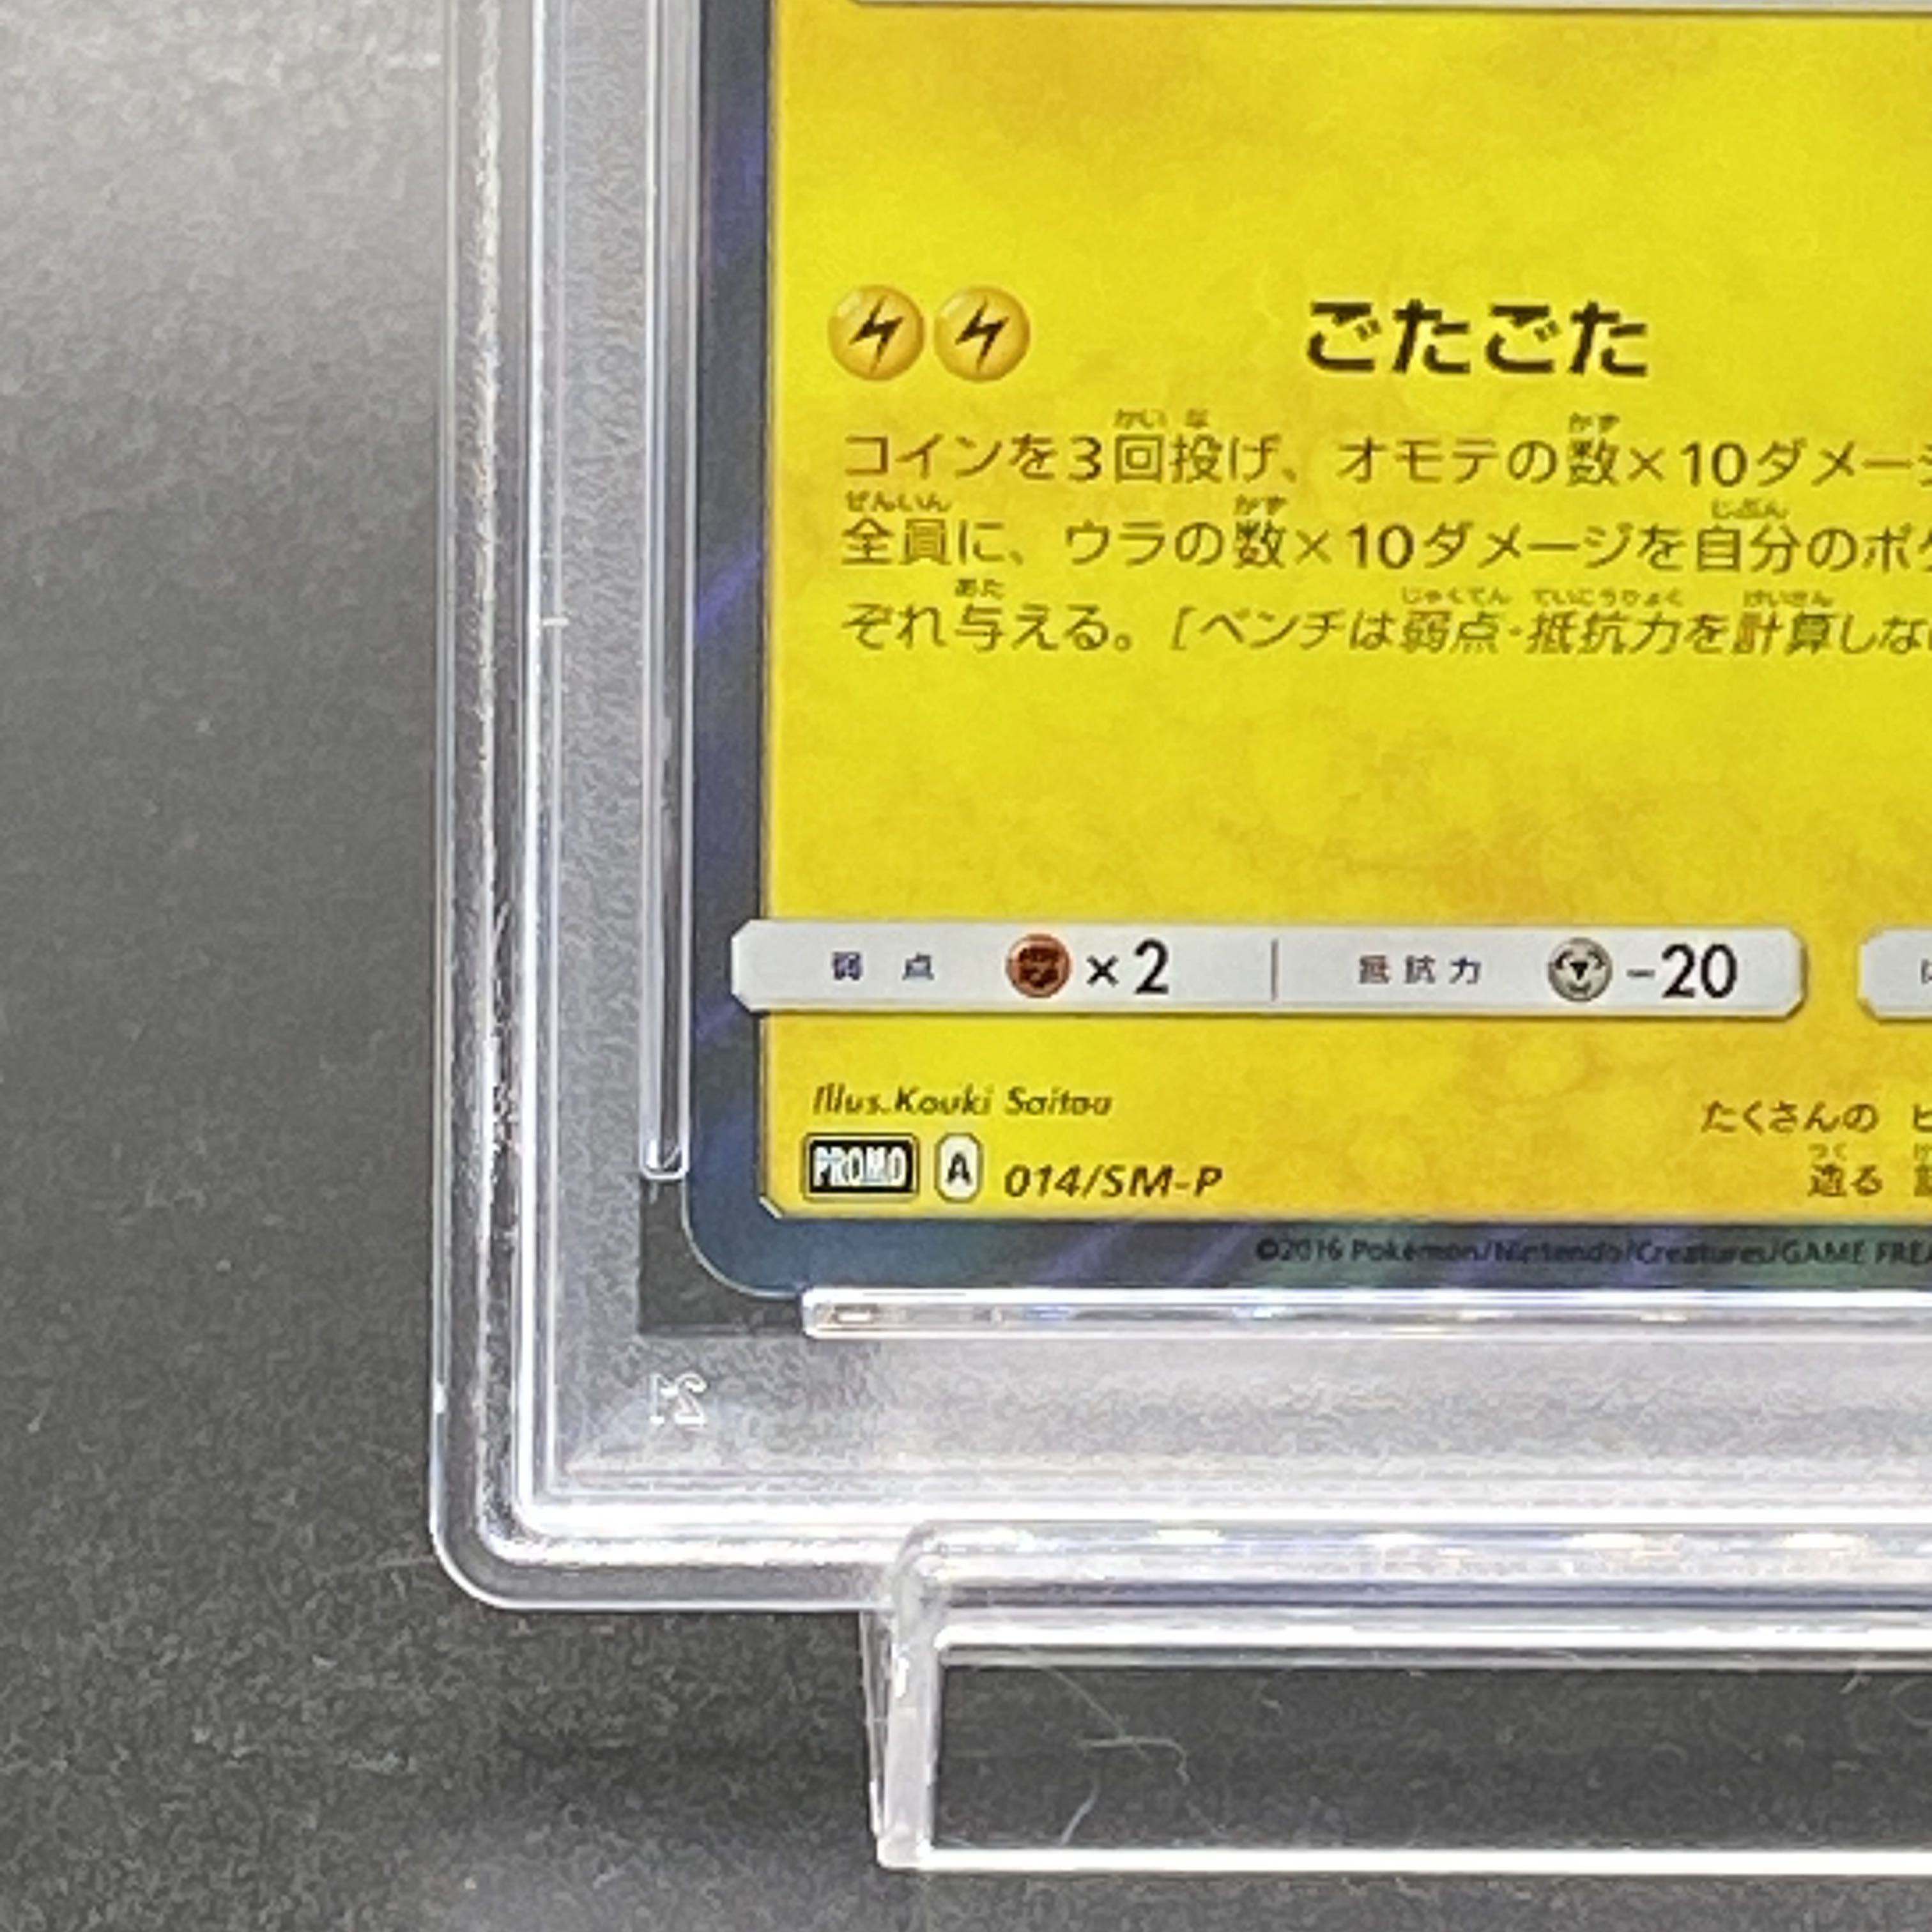 ごたごた
コインを3回投げ、オモテの数×10ダメージ
全員に、ウラの数×10ダメージを自分のポケ
ぞれ与える。［ベンチは弱点・抵抗力を計算しない
弱点 ×2 抵抗力 -20
Illus. Kouki Saitou
PROMO A 014/SM-P
たくさんの ピ
造る
©2016 Pokémon/Nintendo/Creatures/GAME FREA